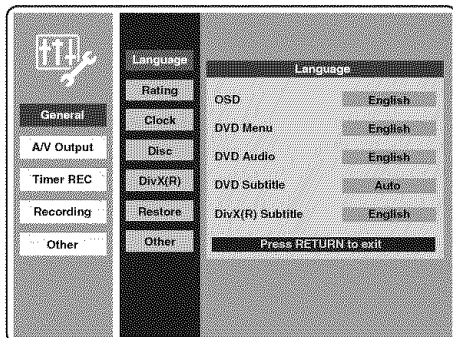 General
A/V Output
Timer REC
Recording
Other
Language
Rating
Clock
Disc
DivX(R)
Restore
Other
Language
OSD English
DVD Menu English
DVD Audio English
DVD Subtitle Auto
DivX(R) Subtitle English
Press RETURN to exit